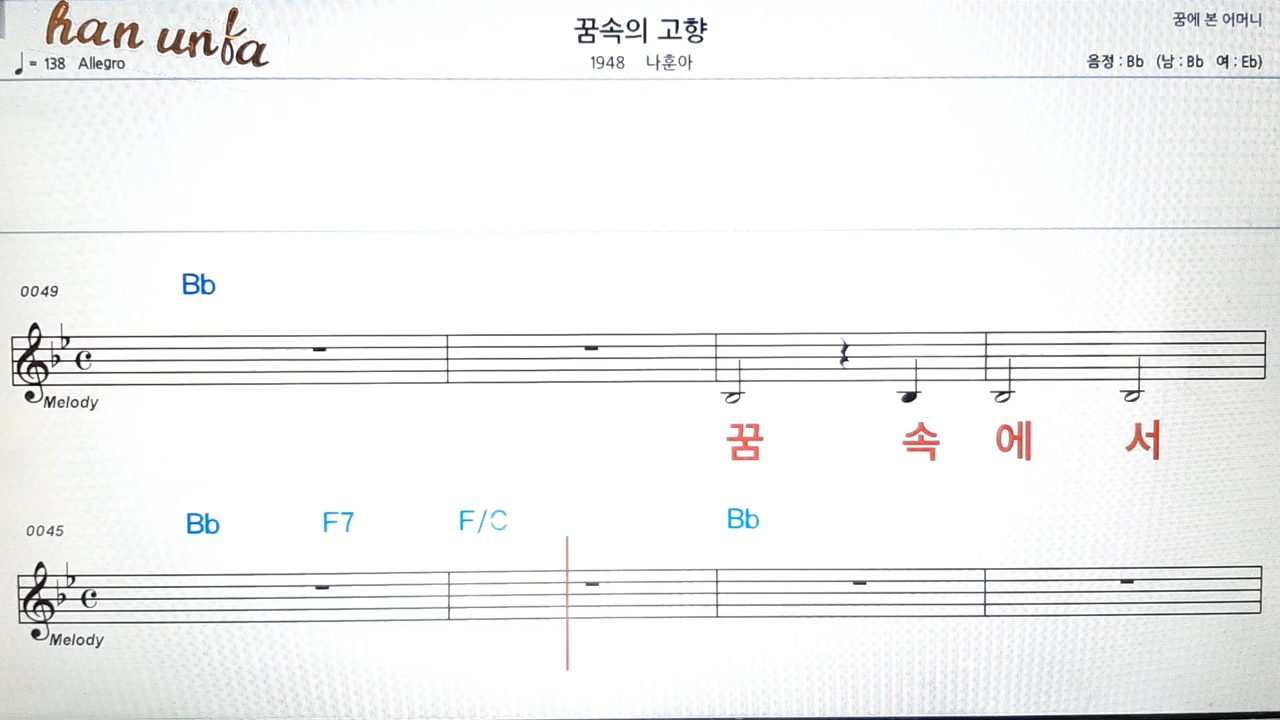 han unfa
꿈속의 고향
꿈에 본 어머니
♩= 138 Allegro
1948 나훈아
음정 : Bb (남 : Bb 여 : Eb)
0049
Bb
Melody
꿈 속 에 서
0045
Bb F7 F/C Bb
Melody